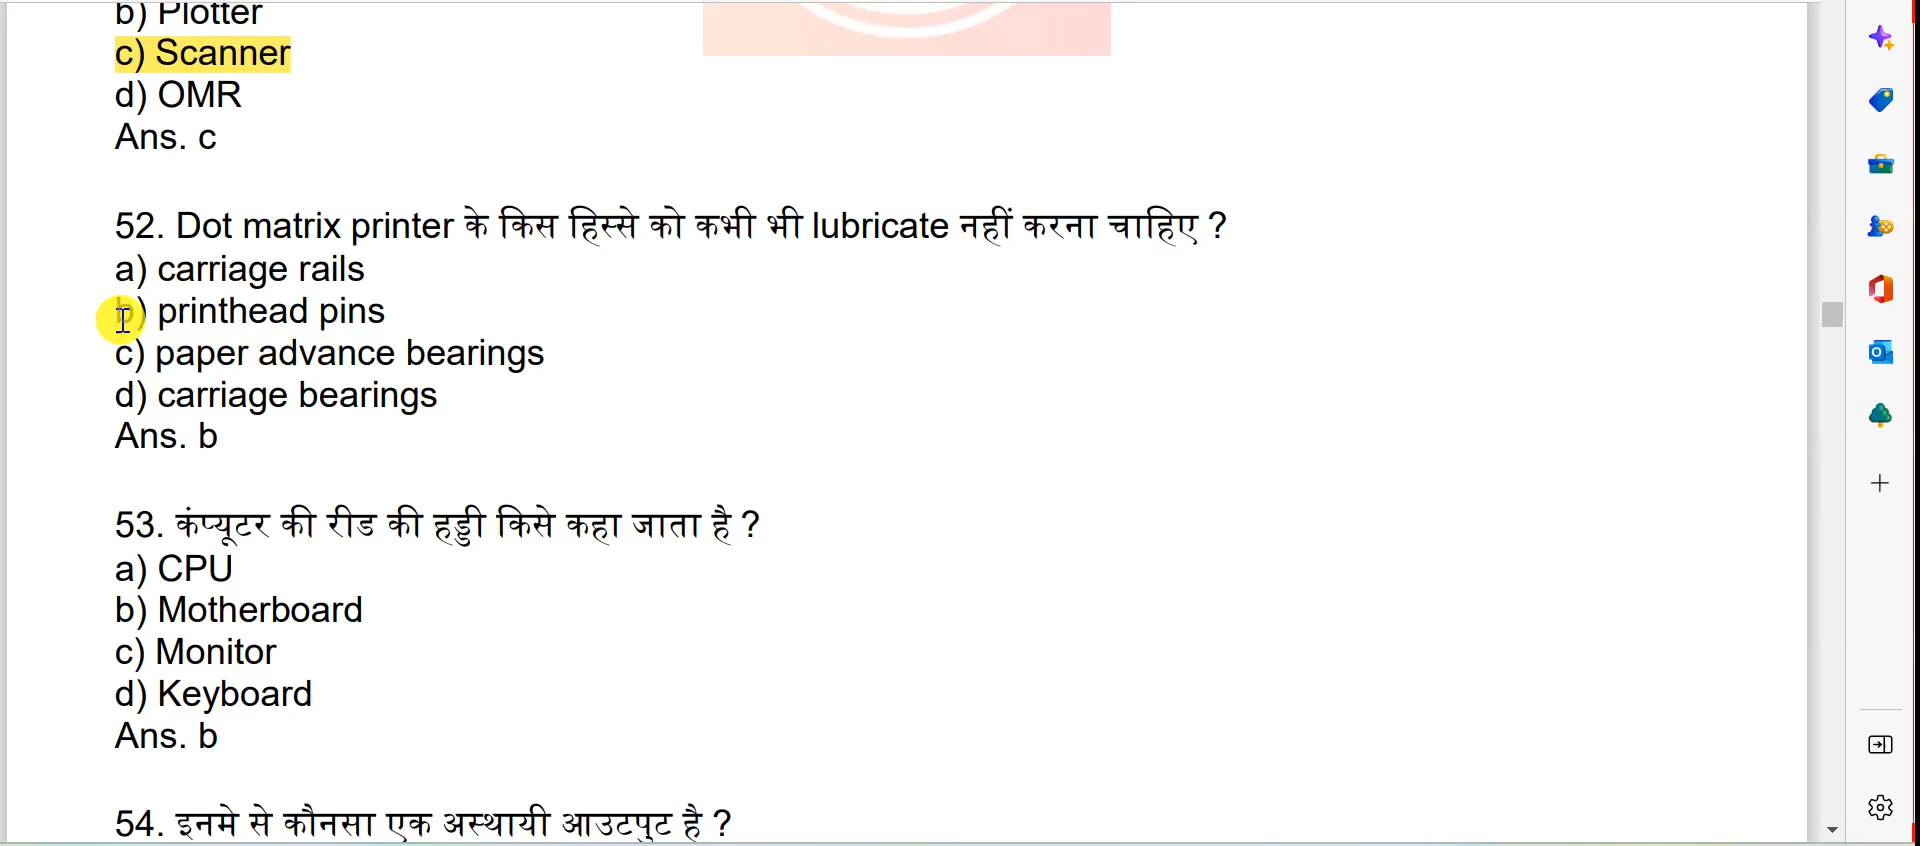 b) Plotter
c) Scanner
d) OMR
Ans. c
52. Dot matrix printer के किस हिस्से को कभी भी lubricate नहीं करना चाहिए ?
a) carriage rails
b) printhead pins
c) paper advance bearings
d) carriage bearings
Ans. b
53. कंप्यूटर की रीड की हड्डी किसे कहा जाता है ?
a) CPU
b) Motherboard
c) Monitor
d) Keyboard
Ans. b
54. इनमे से कौनसा एक अस्थायी आउटपुट है ?